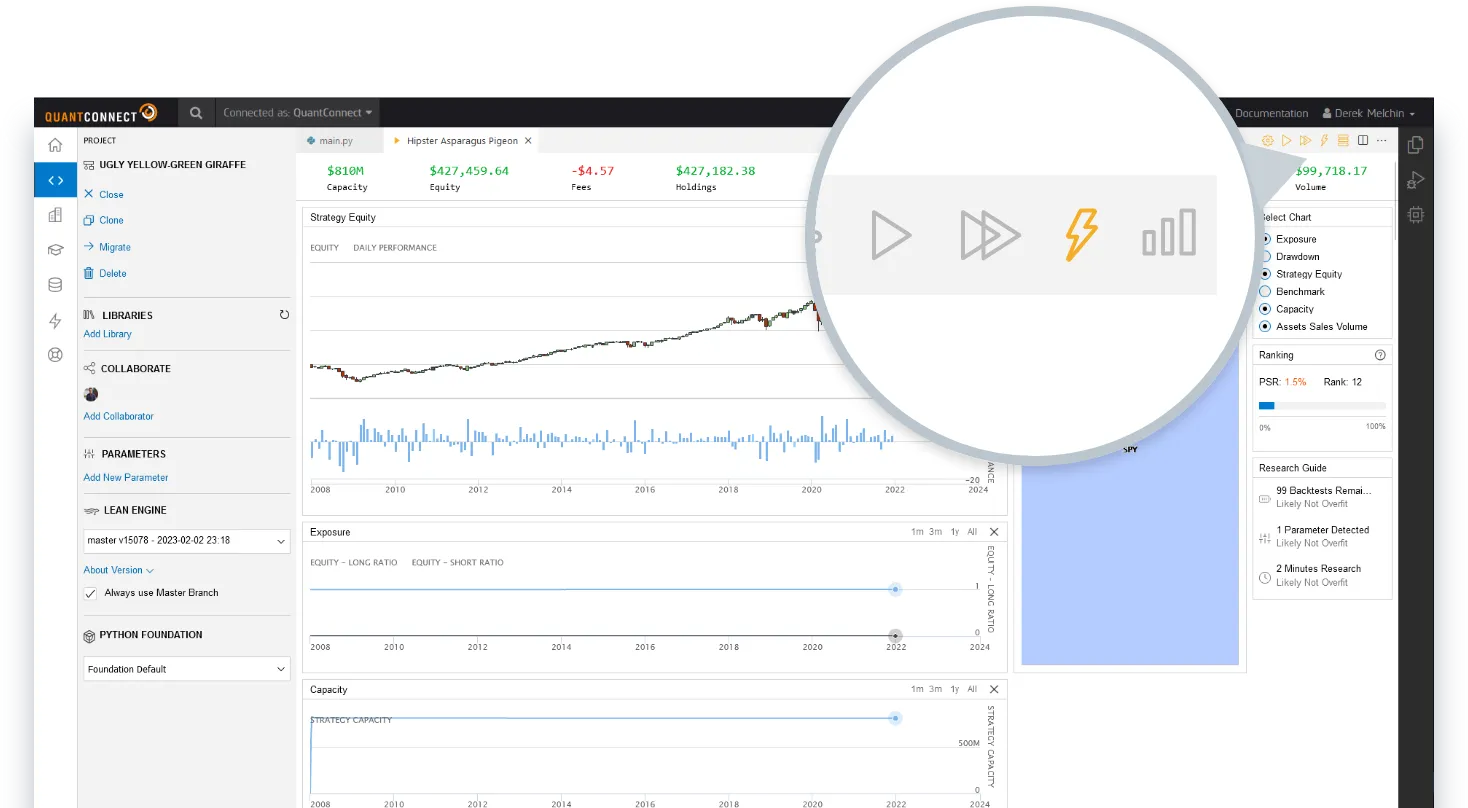 QUANTCONNECT
Connected as: QuantConnect
Documentation
Derek Melchin
PROJECT
UGLY YELLOW-GREEN GIRAFFE
Close
Clone
Migrate
Delete
LIBRARIES
Add Library
COLLABORATE
Add Collaborator
PARAMETERS
Add New Parameter
LEAN ENGINE
master v15078 - 2023-02-02 23:18
About Version
Always use Master Branch
PYTHON FOUNDATION
Foundation Default
main.py
Hipster Asparagus Pigeon
$810M
$427,459.64
-$4.57
$427,182.38
$99,718.17
Capacity
Equity
Fees
Holdings
Volume
Strategy Equity
EQUITY
DAILY PERFORMANCE
-20
2008 2010 2012 2014 2016 2018 2020 2022 2024
Exposure
1m 3m 1y All
EQUITY - LONG RATIO
EQUITY - SHORT RATIO
EQUITY - LONG RATIO
1
0
2008 2010 2012 2014 2016 2018 2020 2022 2024
Capacity
1m 3m 1y All
STRATEGY CAPACITY
STRATEGY CAPACITY
500M
0
2008 2010 2012 2014 2016 2018 2020 2022 2024
SPY
Select Chart
Exposure
Drawdown
Strategy Equity
Benchmark
Capacity
Assets Sales Volume
Ranking
PSR: 1.5% Rank: 12
0% 100%
Research Guide
99 Backtests Remai...
Likely Not Overfit
1 Parameter Detected
Likely Not Overfit
2 Minutes Research
Likely Not Overfit